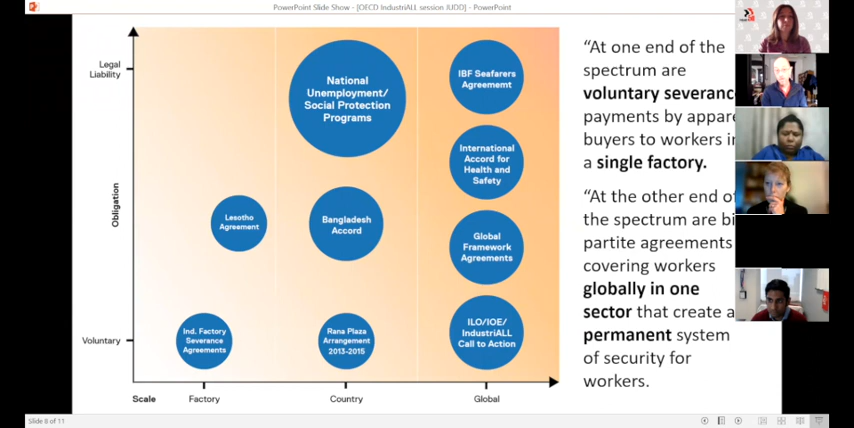 PowerPoint Slide Show - [OECD IndustriALL session JUDD] - PowerPoint
Legal
Liability
Obligation
Voluntary
National
Unemployment/
Social Protection
Programs
IBF Seafarers
Agreememt
International
Accord for
Health and
Safety
Lesotho
Agreement
Bangladesh
Accord
Global
Framework
Agreements
Ind. Factory
Severance
Agreements
Rana Plaza
Arrangement
2013-2015
ILO/IOE/
IndustriALL
Call to Action
Scale
Factory
Country
Global
“At one end of the
spectrum are
voluntary severance
payments by appare
buyers to workers in
a single factory.
“At the other end of
the spectrum are bi
partite agreements
covering workers
globally in one
sector that create a
permanent system
of security for
workers.
Slide 8 of 11